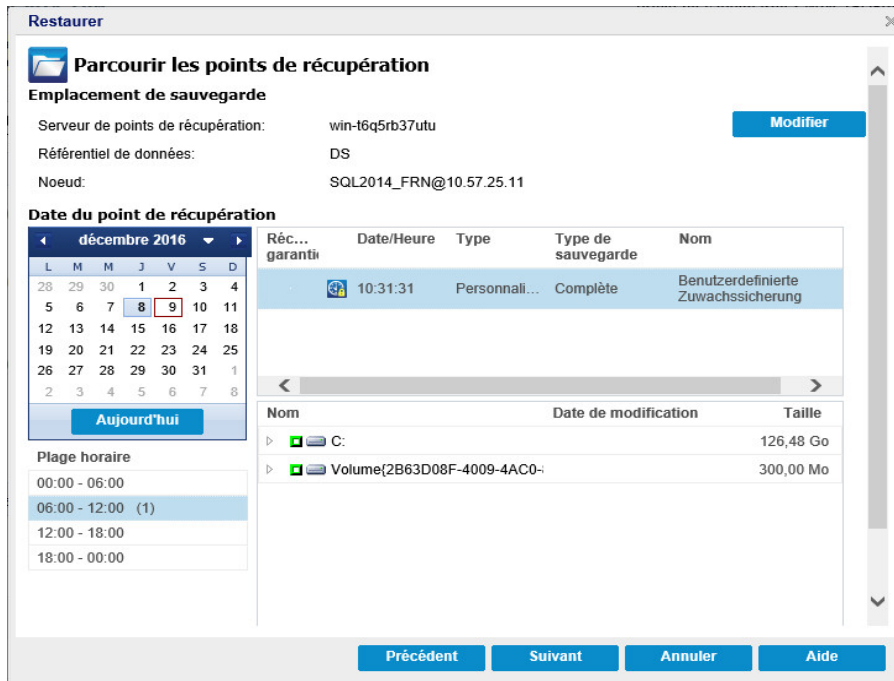 Restaurer
Parcourir les points de récupération
Emplacement de sauvegarde
Serveur de points de récupération: win-t6q5rb37utu Modifier
Référentiel de données: DS
Noeud: SQL2014_FRN@10.57.25.11
Date du point de récupération
décembre 2016
L M M J V S D
28 29 30 1 2 3 4
5 6 7 8 9 10 11
12 13 14 15 16 17 18
19 20 21 22 23 24 25
26 27 28 29 30 31 1
2 3 4 5 6 7 8
Aujourd'hui
Plage horaire
00:00 - 06:00
06:00 - 12:00 (1)
12:00 - 18:00
18:00 - 00:00
Réc... Date/Heure Type Type de Nom
garantie sauvegarde
10:31:31 Personnali... Complète Benutzerdefinierte
Zuwachssicherung
Nom Date de modification Taille
C: 126,48 Go
Volume{2B63D08F-4009-4AC0- 300,00 Mo
Précédent Suivant Annuler Aide